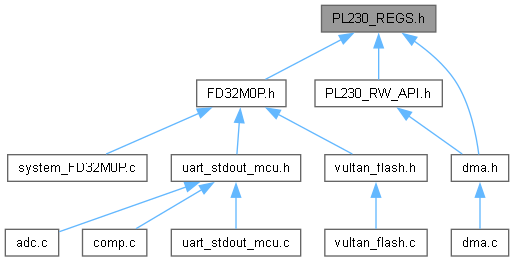 PL230_REGS.h
FD32M0P.h
PL230_RW_API.h
system_FD32M0P.c
uart_stdout_mcu.h
vultan_flash.h
dma.h
adc.c
comp.c
uart_stdout_mcu.c
vultan_flash.c
dma.c